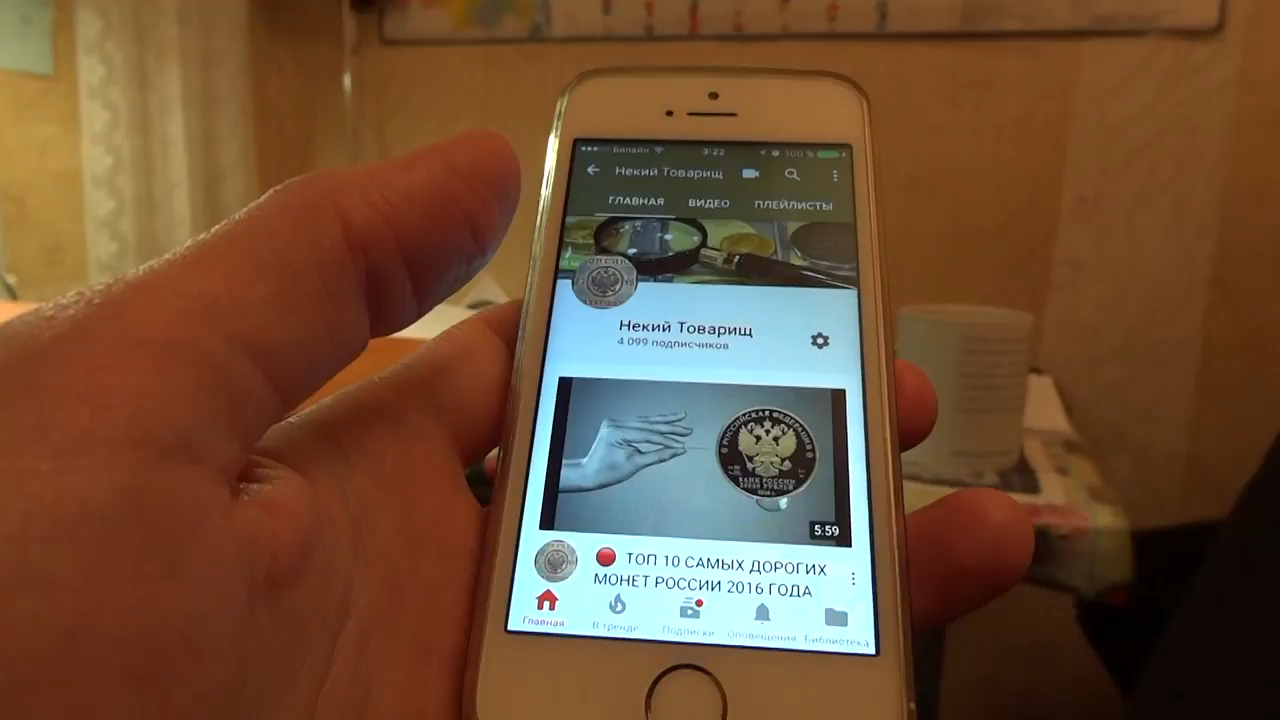 Билайн 3:22 100 %
Некий Товарищ
ГЛАВНАЯ ВИДЕО ПЛЕЙЛИСТЫ
Некий Товарищ
4 099 подписчиков
РОССИЙСКАЯ ФЕДЕРАЦИЯ
БАНК РОССИИ
2016 г.
5:59
ТОП 10 САМЫХ ДОРОГИХ
МОНЕТ РОССИИ 2016 ГОДА
Главная В тренде Подписки Оповещения Библиотека